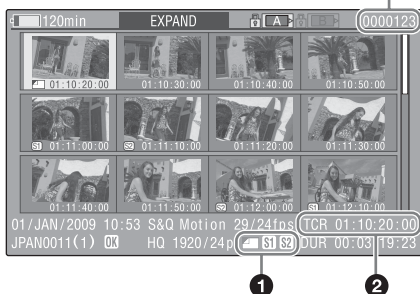 120min EXPAND A B 0000123
01:10:20:00 01:10:30:00 01:10:40:00 01:10:50:00
S1 01:11:00:00 S2 01:11:10:00 01:11:20:00 01:11:30:00
01:11:40:00 01:11:50:00 S2 01:12:00:00 S1 01:12:10:00
01/JAN/2009 10:53 S&Q Motion 29/24fps TCR 01:10:20:00
JPAN0011(1) OK HQ 1920/24p S1 S2 DUR 00:03:19:23
1 2